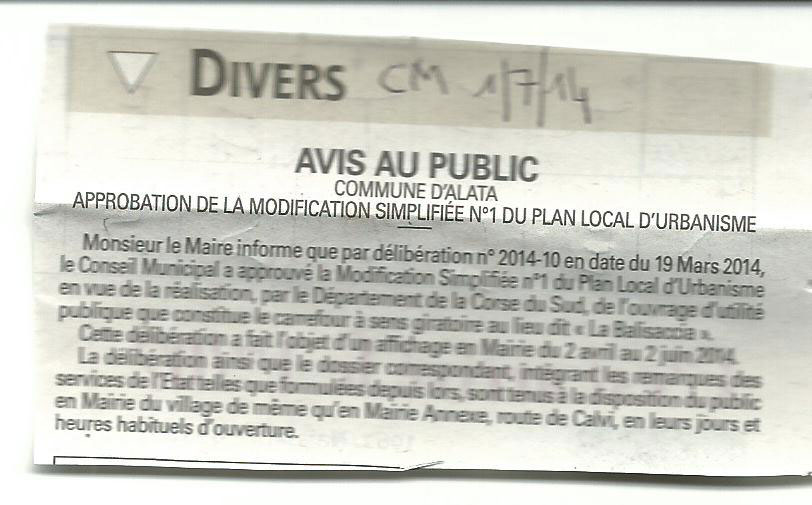 DIVERS CM 1/7/14
AVIS AU PUBLIC
COMMUNE D'ALATA
APPROBATION DE LA MODIFICATION SIMPLIFIÉE N°1 DU PLAN LOCAL D'URBANISME
Monsieur le Maire informe que par délibération n° 2014-10 en date du 19 Mars 2014,
le Conseil Municipal a approuvé la Modification Simplifiée n°1 du Plan Local d'Urbanisme
en vue de la réalisation, par le Département de la Corse du Sud, de l'ouvrage d'utilité
publique que constitue le carrefour à sens giratoire au lieu dit « La Balisaccia ».
Cette délibération a fait l'objet d'un affichage en Mairie du 2 avril au 2 juin 2014.
La délibération ainsi que le dossier correspondant, intégrant les remarques des
services de l'Etat telles que formulées depuis lors, sont tenus à la disposition du public
en Mairie du village de même qu'en Mairie Annexe, route de Calvi, en leurs jours et
heures habituels d'ouverture.